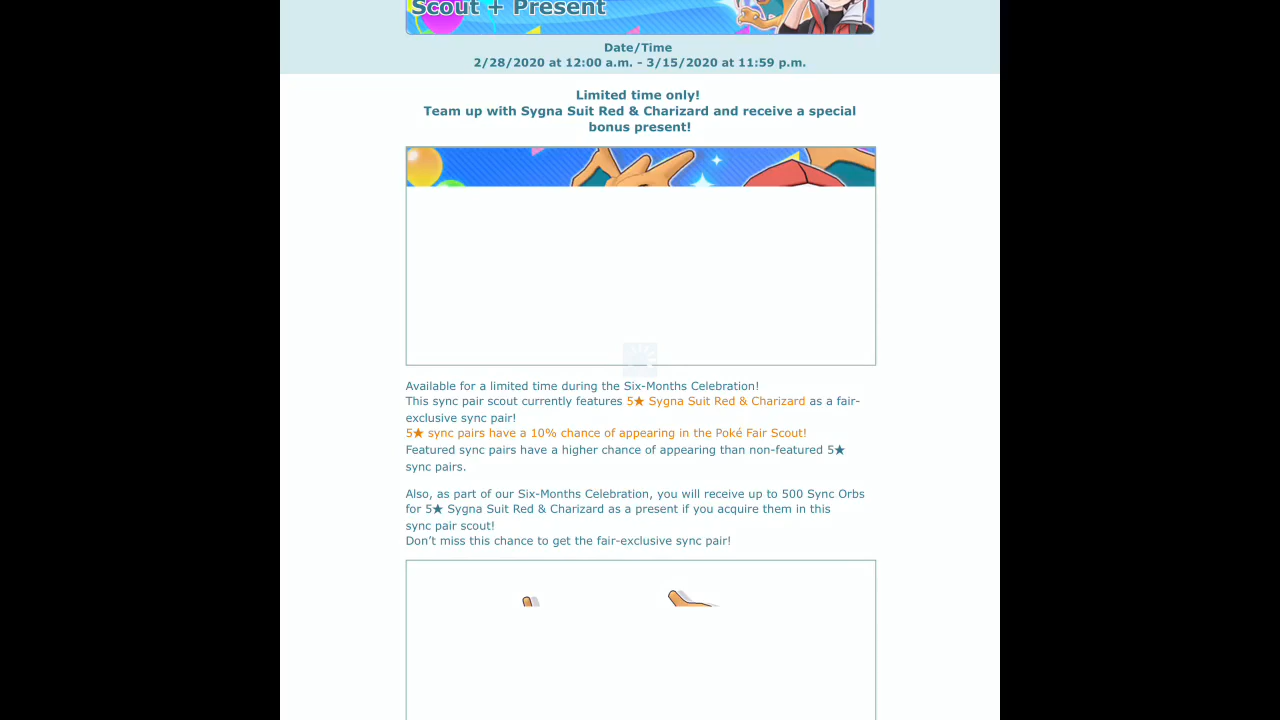 Scout + Present
Date/Time
2/28/2020 at 12:00 a.m. - 3/15/2020 at 11:59 p.m.
Limited time only!
Team up with Sygna Suit Red & Charizard and receive a special
bonus present!
Available for a limited time during the Six-Months Celebration!
This sync pair scout currently features 5★ Sygna Suit Red & Charizard as a fair-
exclusive sync pair!
5★ sync pairs have a 10% chance of appearing in the Poké Fair Scout!
Featured sync pairs have a higher chance of appearing than non-featured 5★
sync pairs.
Also, as part of our Six-Months Celebration, you will receive up to 500 Sync Orbs
for 5★ Sygna Suit Red & Charizard as a present if you acquire them in this
sync pair scout!
Don’t miss this chance to get the fair-exclusive sync pair!